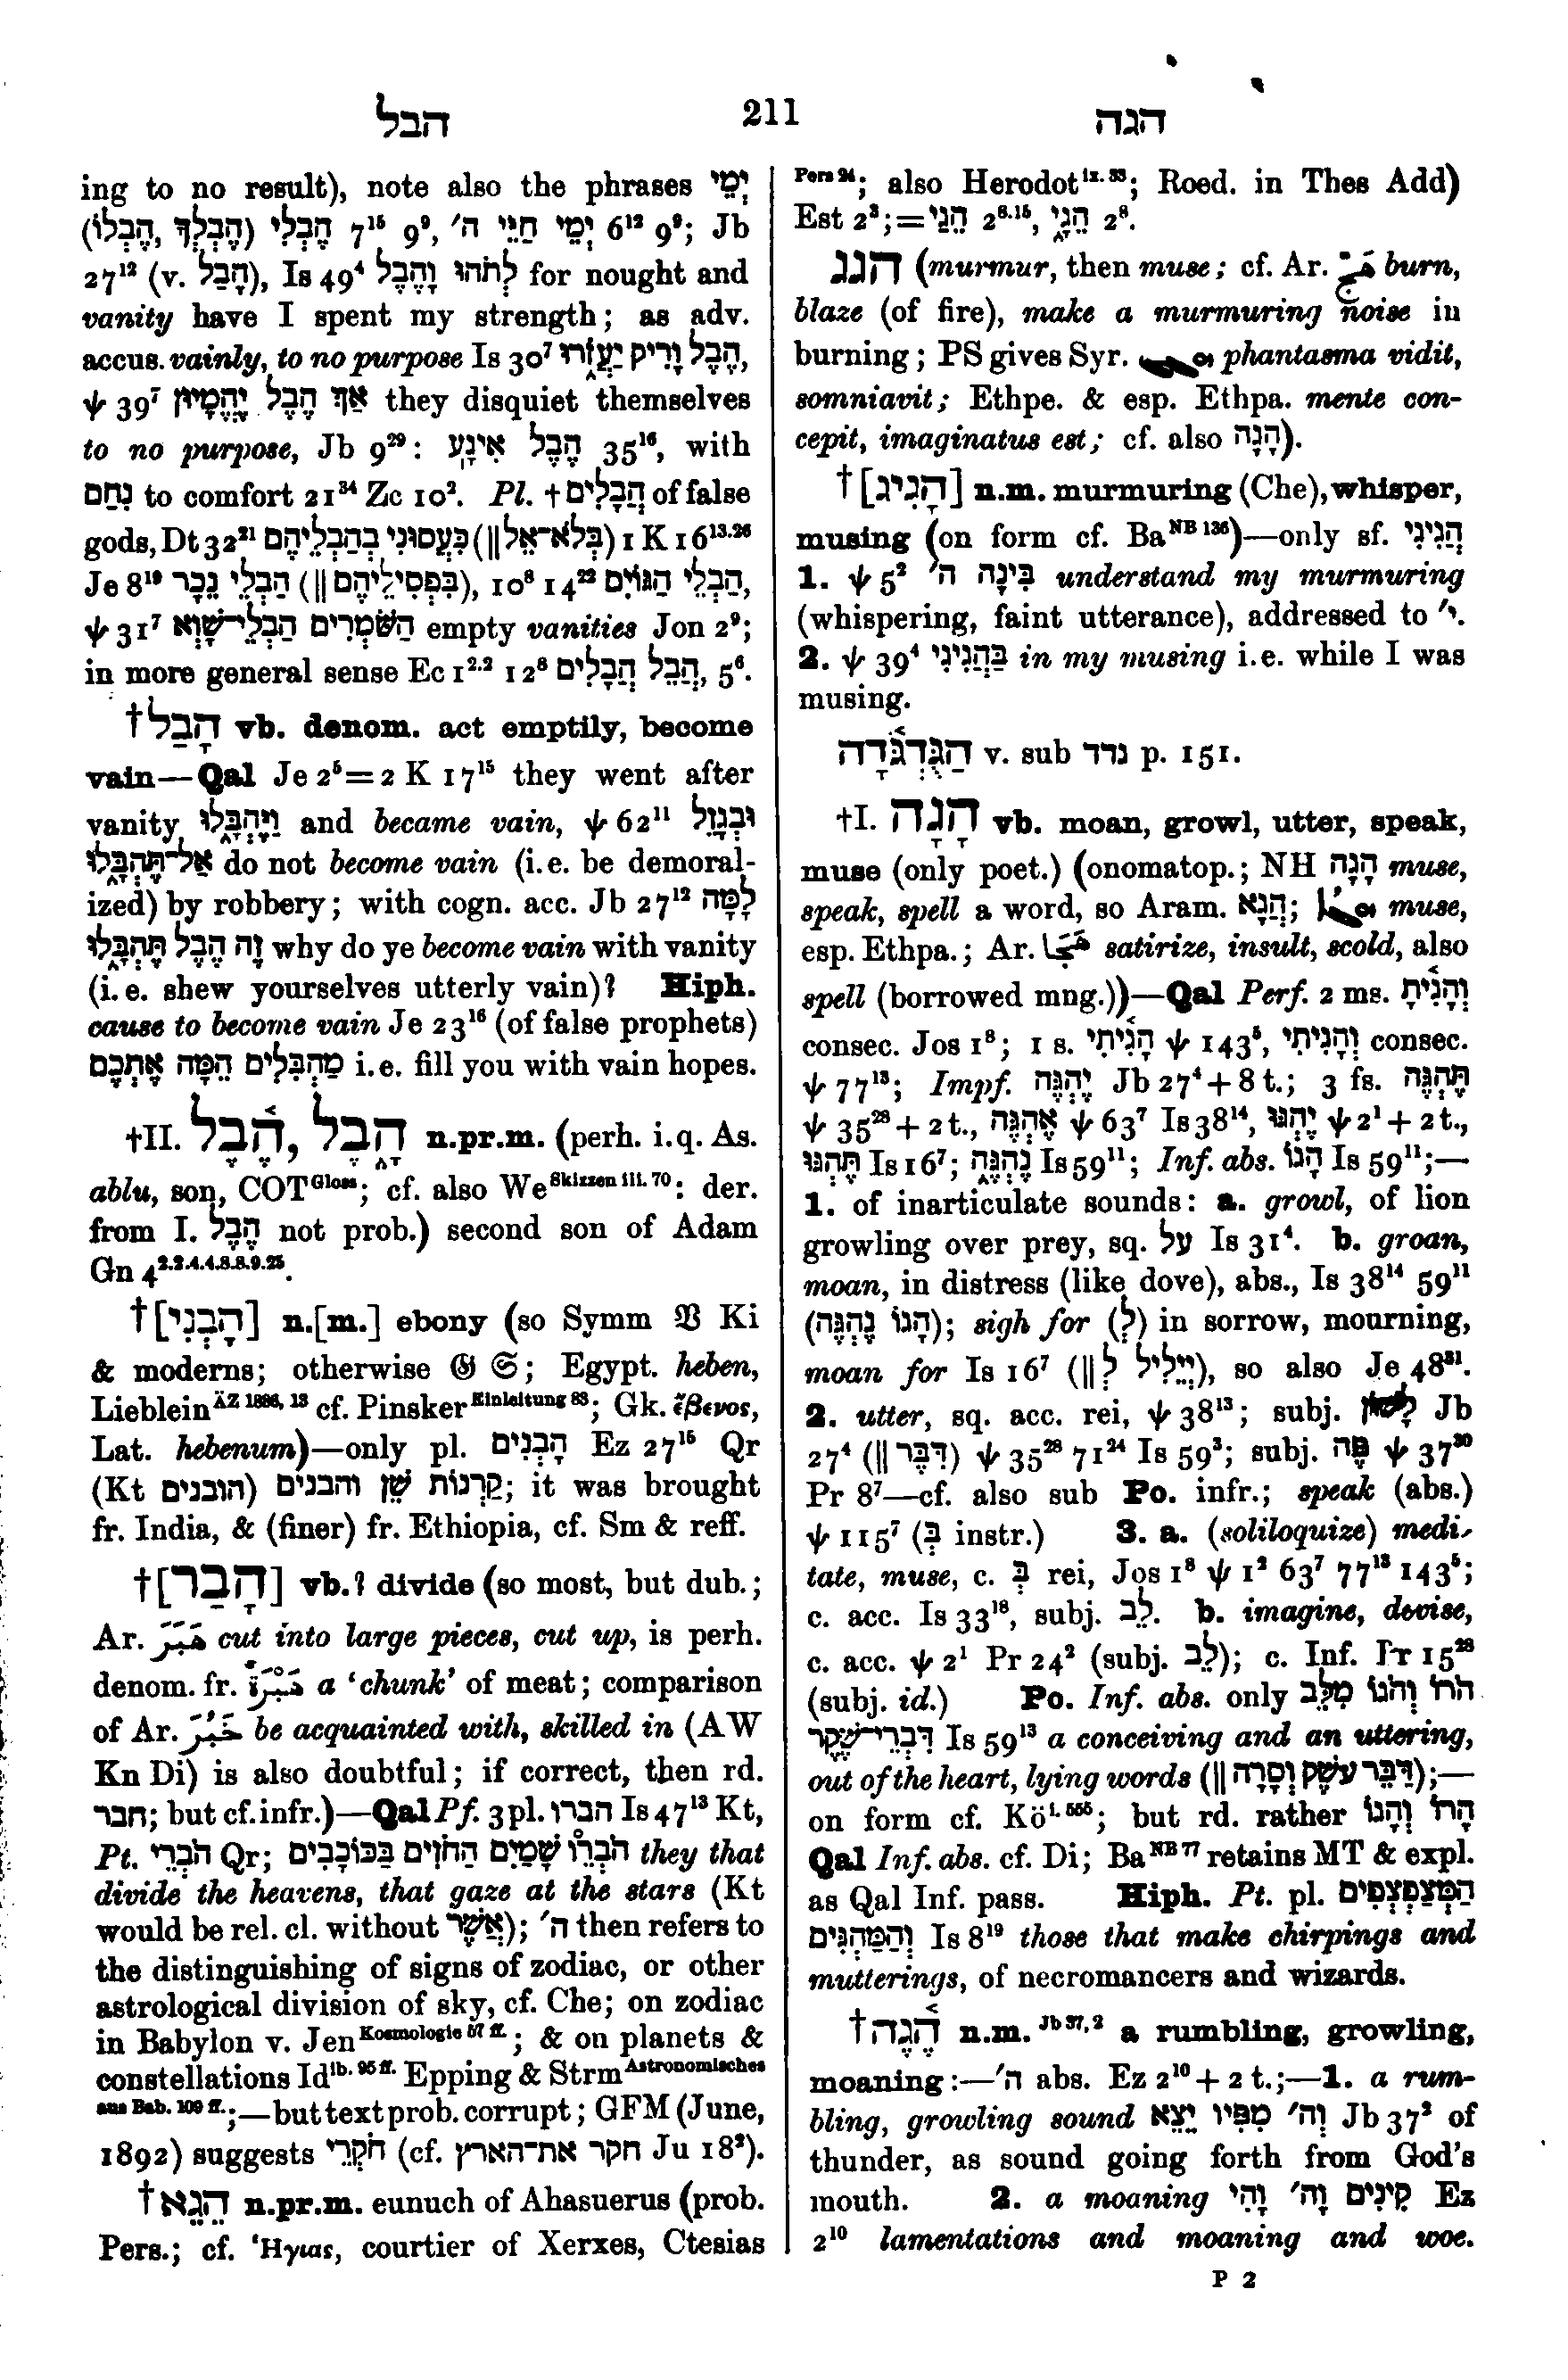 הבל
211
הגה
ing to no result), note also the phrases יְמֵי
הֶבְלִי (הֶבְלְךָ, הֶבְלוֹ) 7¹⁵ 9⁹, יְמֵי חַיֵּי ה׳ 6¹² 9⁹; Jb
27¹² (v. הָבַל), Is 49⁴ לְתֹהוּ וָהֶבֶל for nought and
vanity have I spent my strength; as adv.
accus. vainly, to no purpose Is 30⁷ הֶבֶל וָרִיק יַעְזֹ֑רוּ,
ψ 39⁷ אַךְ הֶבֶל יֶהֱמָיוּן they disquiet themselves
to no purpose, Jb 9²⁹: הֶבֶל אִיגָע 35¹⁶, with
נִחַם to comfort 21³⁴ Zc 10². Pl. †הֲבָלִים of false
gods, Dt 32²¹ כִּעֲסוּנִי בְּהַבְלֵיהֶם (‖בְּלֹא־אֵל) 1 K 16¹³·²⁶
Je 8¹⁹ הַבְלֵי נֵכָר (‖בִּפְסִילֵיהֶם), 10⁸ 14²² הַבְלֵי הַגּוֹיִם,
ψ 31⁷ הַשֹּׁמְרִים הַבְלֵי־שָׁוְא empty vanities Jon 2⁹;
in more general sense Ec 1²·² 12⁸ הֲבֵל הֲבָלִים, 5⁶.
†הָבַל vb. denom. act emptily, become
vain—Qal Je 2⁵=2 K 17¹⁵ they went after
vanity וַיֶּהְבָּ֑לוּ and became vain, ψ 62¹¹ וּבְגָזֵל
אַל־תֶּהְבָּ֑לוּ do not become vain (i.e. be demoral-
ized) by robbery; with cogn. acc. Jb 27¹² לָמָּה
זֶּה הֶבֶל תֶּהְבָּ֑לוּ why do ye become vain with vanity
(i.e. shew yourselves utterly vain)? Hiph.
cause to become vain Je 23¹⁶ (of false prophets)
מַהְבִּלִים הֵמָּה אֶתְכֶם i.e. fill you with vain hopes.
†II. הֶ֫בֶל, הָ֑בֶל n.pr.m. (perh. i.q. As.
ablu, son, COTᴳˡᵒˢˢ; cf. also Weˢᵏⁱᶻᶻᵉⁿ ⁱⁱⁱ· ⁷⁰: der.
from I. הֶבֶל not prob.) second son of Adam
Gn 4²·²·⁴·⁴·⁸·⁸·⁹·²⁵.
†[הָבְנִי] n.[m.] ebony (so Symm 𝔙 Ki
& moderns; otherwise 𝔊 𝔖; Egypt. heben,
Lieblein ÄZ 1886, 13 cf. Pinsker Einleitung 83; Gk. ἔβενος,
Lat. hebenum)—only pl. הָבְנִים Ez 27¹⁵ Qr
(Kt הובנים) קַרְנוֹת שֵׁן והבנים; it was brought
fr. India, & (finer) fr. Ethiopia, cf. Sm & reff.
†[הָבַר] vb.? divide (so most, but dub.;
Ar. هَبَرَ cut into large pieces, cut up, is perh.
denom. fr. هَبْرَةٌ a ‘chunk’ of meat; comparison
of Ar. خَبُرَ be acquainted with, skilled in (AW
Kn Di) is also doubtful; if correct, then rd.
חבר; but cf. infr.)—Qal Pf. 3 pl. הברו Is 47¹³ Kt,
Pt. הֹבְרֵי Qr; הֹבְרֵו שָׁמַיִם הַחֹזִים בַּכּוֹכָבִים they that
divide the heavens, that gaze at the stars (Kt
would be rel. cl. without אֲשֶׁר); ה׳ then refers to
the distinguishing of signs of zodiac, or other
astrological division of sky, cf. Che; on zodiac
in Babylon v. Jen Kosmologie 57 ff.; & on planets &
constellations Id ib. 95 ff. Epping & Strm Astronomisches
aus Bab. 109 ff.;—but text prob. corrupt; GFM (June,
1892) suggests חֹקְרֵי (cf. חקר את־הארץ Ju 18²).
†הֵגֵא n.pr.m. eunuch of Ahasuerus (prob.
Pers.; cf. Ἡγιας, courtier of Xerxes, Ctesias
Pers 24; also Herodot ix. 33; Roed. in Thes Add)
Est 2³; = הֵגַי 2⁸·¹⁵, הֵגָ֑י 2⁸.
הגג (murmur, then muse; cf. Ar. هَجَّ burn,
blaze (of fire), make a murmuring noise in
burning; PS gives Syr. phantasma vidit,
somniavit; Ethpe. & esp. Ethpa. mente con-
cepit, imaginatus est; cf. also הָגָה).
†[הָגִיג] n.m. murmuring (Che), whisper,
musing (on form cf. Ba NB 136)—only sf. הֲגִיגִי
1. ψ 5² בִּינָה ה׳ understand my murmuring
(whispering, faint utterance), addressed to י׳.
2. ψ 39⁴ בַּהֲגִיגִי in my musing i.e. while I was
musing.
הַגְּדְגֹּ֫דָה v. sub גדד p. 151.
†I. הָגָה vb. moan, growl, utter, speak,
muse (only poet.) (onomatop.; NH הָגָה muse,
speak, spell a word, so Aram. הֲגָא; muse,
esp. Ethpa.; Ar. هَجَا satirize, insult, scold, also
spell (borrowed mng.))—Qal Perf. 2 ms. וְהָגִ֫יתָ
consec. Jos 1⁸; 1 s. הָגִ֫יתִי ψ 143⁵, וְהָגִיתִי consec.
ψ 77¹³; Impf. יֶהְגֶּה Jb 27⁴+8 t.; 3 fs. תֶּהְגֶּה
ψ 35²⁸+2 t., אֶהְגֶּה ψ 63⁷ Is 38¹⁴, יֶהְגּוּ ψ 2¹+2 t.,
תֶּהְגּוּ Is 16⁷; נֶהְגֶּ֑ה Is 59¹¹; Inf. abs. הָגוֹ Is 59¹¹;—
1. of inarticulate sounds: a. growl, of lion
growling over prey, sq. עַל Is 31⁴. b. groan,
moan, in distress (like dove), abs., Is 38¹⁴ 59¹¹
(הָגוֹ נֶהְגֶּה); sigh for (לְ) in sorrow, mourning,
moan for Is 16⁷ (‖ יְיֵלִיל לְ), so also Je 48³¹.
2. utter, sq. acc. rei, ψ 38¹³; subj. לָשׁוֹן Jb
27⁴ (‖ דִּבֶּר) ψ 35²⁸ 71²⁴ Is 59³; subj. פֶּה ψ 37³⁰
Pr 8⁷—cf. also sub Po. infr.; speak (abs.)
ψ 115⁷ (בְּ instr.) 3. a. (soliloquize) medi-
tate, muse, c. בְּ rei, Jos 1⁸ ψ 1² 63⁷ 77¹³ 143⁵;
c. acc. Is 33¹⁸, subj. לֵב. b. imagine, devise,
c. acc. ψ 2¹ Pr 24² (subj. לֵב); c. Inf. Pr 15²⁸
(subj. id.) Po. Inf. abs. only הֹרוֹ וְהֹגוֹ מִלֵּב
דִּבְרֵי־שֶׁקֶר Is 59¹³ a conceiving and an uttering,
out of the heart, lying words (‖ דַּבֵּר עֹשֶׁק וְסָרָה);—
on form cf. Kö i. 555; but rd. rather הָרוֹ וְהָגוֹ
Qal Inf. abs. cf. Di; Ba NB 77 retains MT & expl.
as Qal Inf. pass. Hiph. Pt. pl. הַמְצַפְצְפִים
וְהַמַּהְגִּים Is 8¹⁹ those that make chirpings and
mutterings, of necromancers and wizards.
†הֶ֫גֶה n.m. Jb 37, 2 a rumbling, growling,
moaning:—ה׳ abs. Ez 2¹⁰+2 t.;—1. a rum-
bling, growling sound וְה׳ מִפִּיו יֵצֵא Jb 37² of
thunder, as sound going forth from God's
mouth. 2. a moaning קִינִים וָה׳ וָהִי Ez
2¹⁰ lamentations and moaning and woe.
P 2